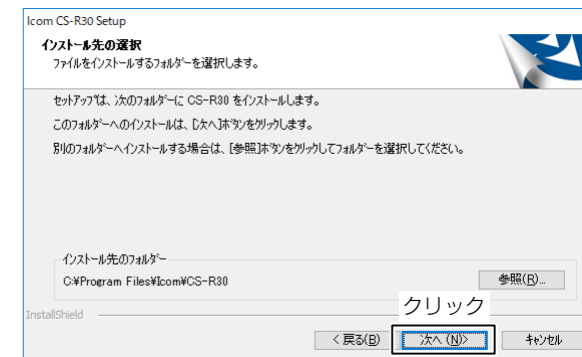 Icom CS-R30 Setup
インストール先の選択
ファイルをインストールするフォルダーを選択します。
セットアップは、次のフォルダーに CS-R30 をインストールします。
このフォルダーへのインストールは、[次へ]ボタンをクリックします。
別のフォルダーへインストールする場合は、[参照]ボタンをクリックしてフォルダーを選択してください。
インストール先のフォルダー
C:¥Program Files¥Icom¥CS-R30
参照(R)...
クリック
InstallShield
< 戻る(B)
次へ (N)>
キャンセル